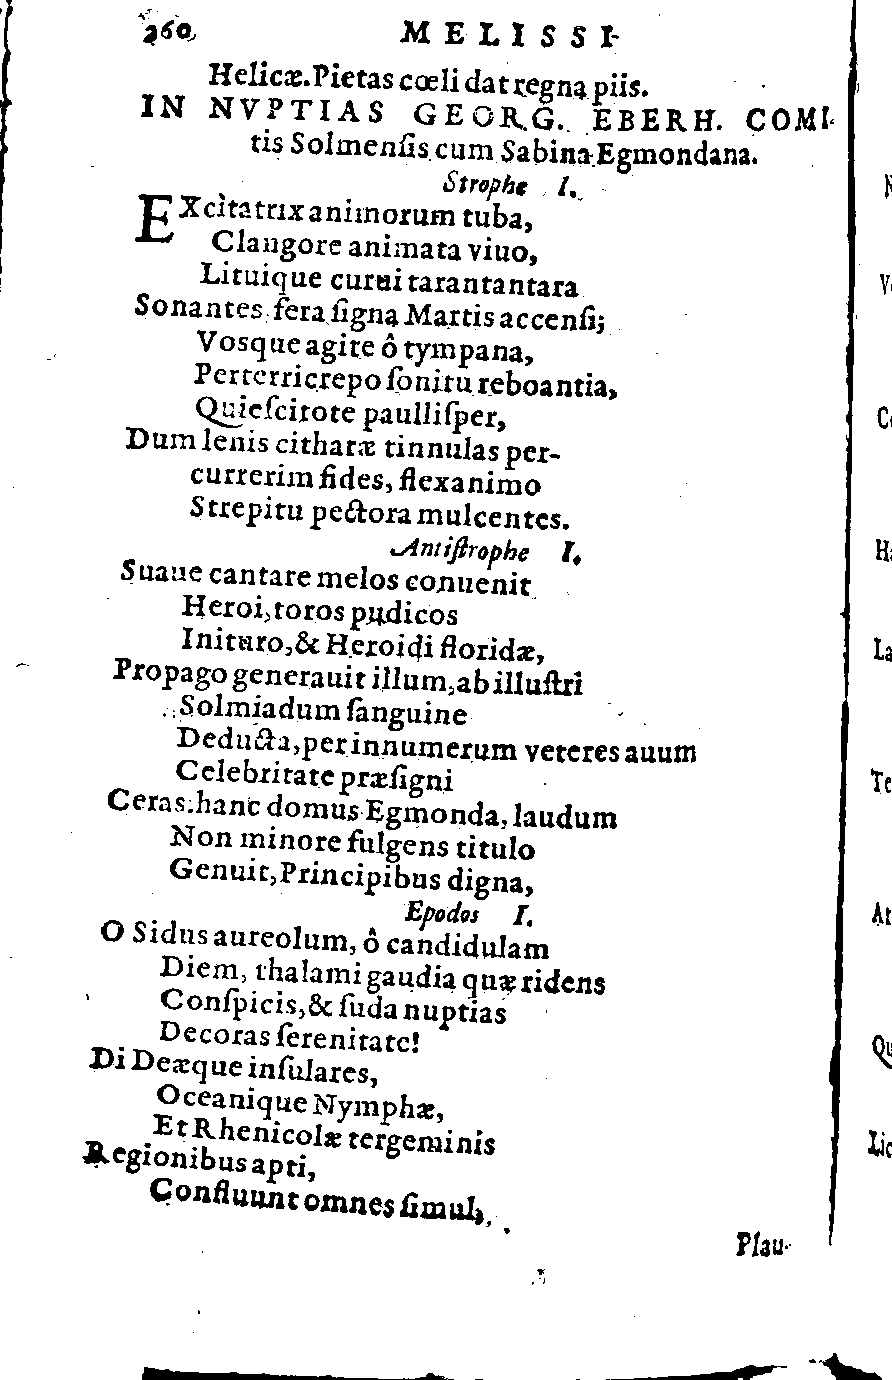 260 MELISSI
Helicæ. Pietas cœli dat regna piis.
IN NVPTIAS GEORG. EBERH. COMI-
tis Solmenſis cum Sabina Egmondana.
Strophe I.
EXcitatrix animorum tuba,
Clangore animata viuo,
Lituique curui tarantantara
Sonantes fera ſigna Martis accenſi;
Vosque agite ô tympana,
Perterricrepo ſonitu reboantia,
Quieſcitote paulliſper,
Dum lenis citharæ tinnulas per-
currerim fides, flexanimo
Strepitu pectora mulcentes.
Antiſtrophe I.
Suaue cantare melos conuenit
Heroi, toros pudicos
Inituro, & Heroidi floridæ,
Propago generauit illum, ab illuſtri
Solmiadum ſanguine
Deducta, per innumerum veteres auum
Celebritate præſigni
Ceras: hanc domus Egmonda, laudum
Non minore fulgens titulo
Genuit, Principibus digna,
Epodos I.
O Sidus aureolum, ô candidulam
Diem, thalami gaudia quæ ridens
Conſpicis, & ſuda nuptias
Decoras ſerenitate!
Di Deæque inſulares,
Oceanique Nymphæ,
Et Rhenicolæ tergeminis
Regionibus apti,
Confluunt omnes ſimul,
Plau-